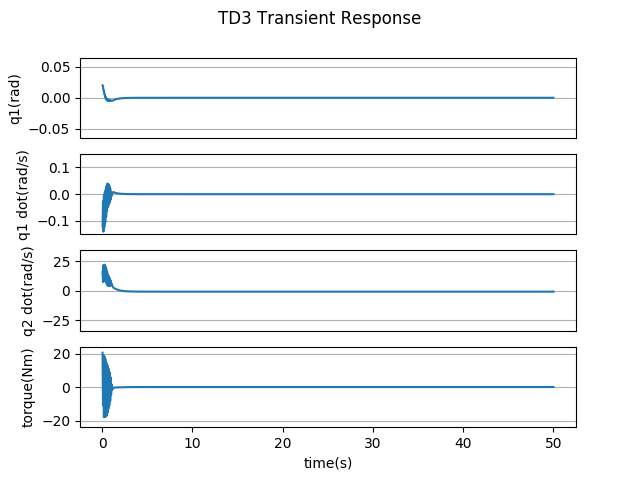 TD3 Transient Response
q1(rad)
0.05
0.00
−0.05
q1 dot(rad/s)
0.1
0.0
−0.1
q2 dot(rad/s)
25
0
−25
torque(Nm)
20
0
−20
0 10 20 30 40 50
time(s)